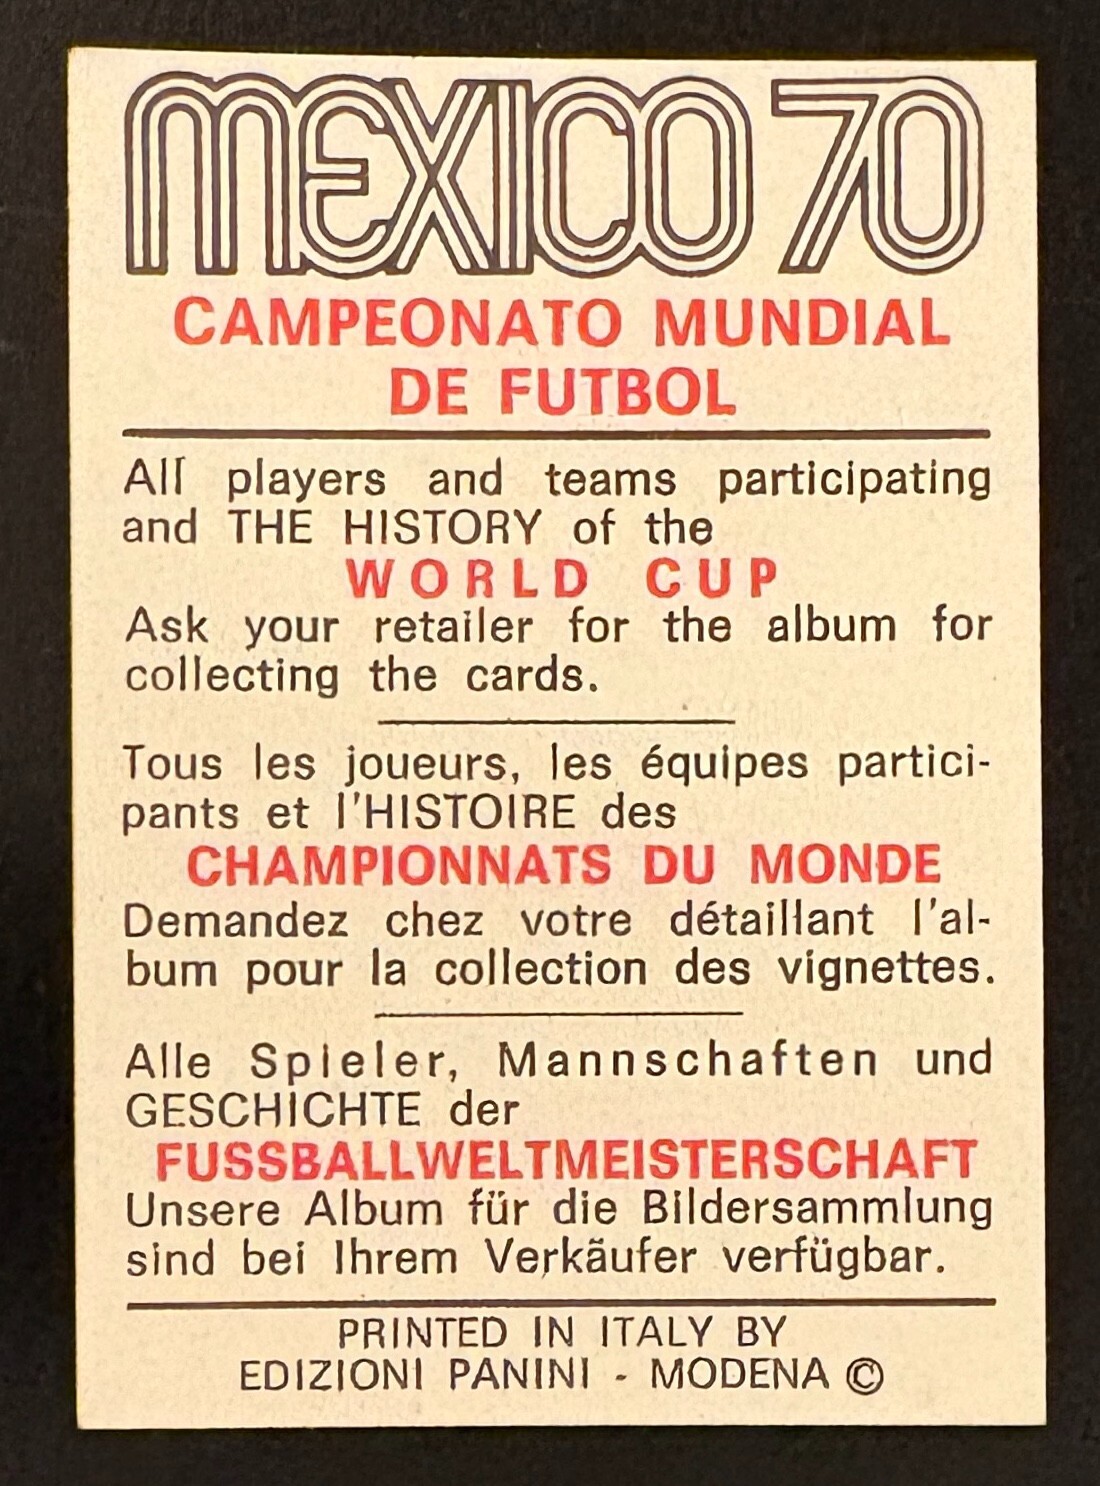 MEXICO 70
CAMPEONATO MUNDIAL
DE FUTBOL
All players and teams participating
and THE HISTORY of the
WORLD CUP
Ask your retailer for the album for
collecting the cards.
Tous les joueurs, les équipes partici-
pants et l'HISTOIRE des
CHAMPIONNATS DU MONDE
Demandez chez votre détaillant l'al-
bum pour la collection des vignettes.
Alle Spieler, Mannschaften und
GESCHICHTE der
FUSSBALLWELTMEISTERSCHAFT
Unsere Album für die Bildersammlung
sind bei Ihrem Verkäufer verfügbar.
PRINTED IN ITALY BY
EDIZIONI PANINI - MODENA ©